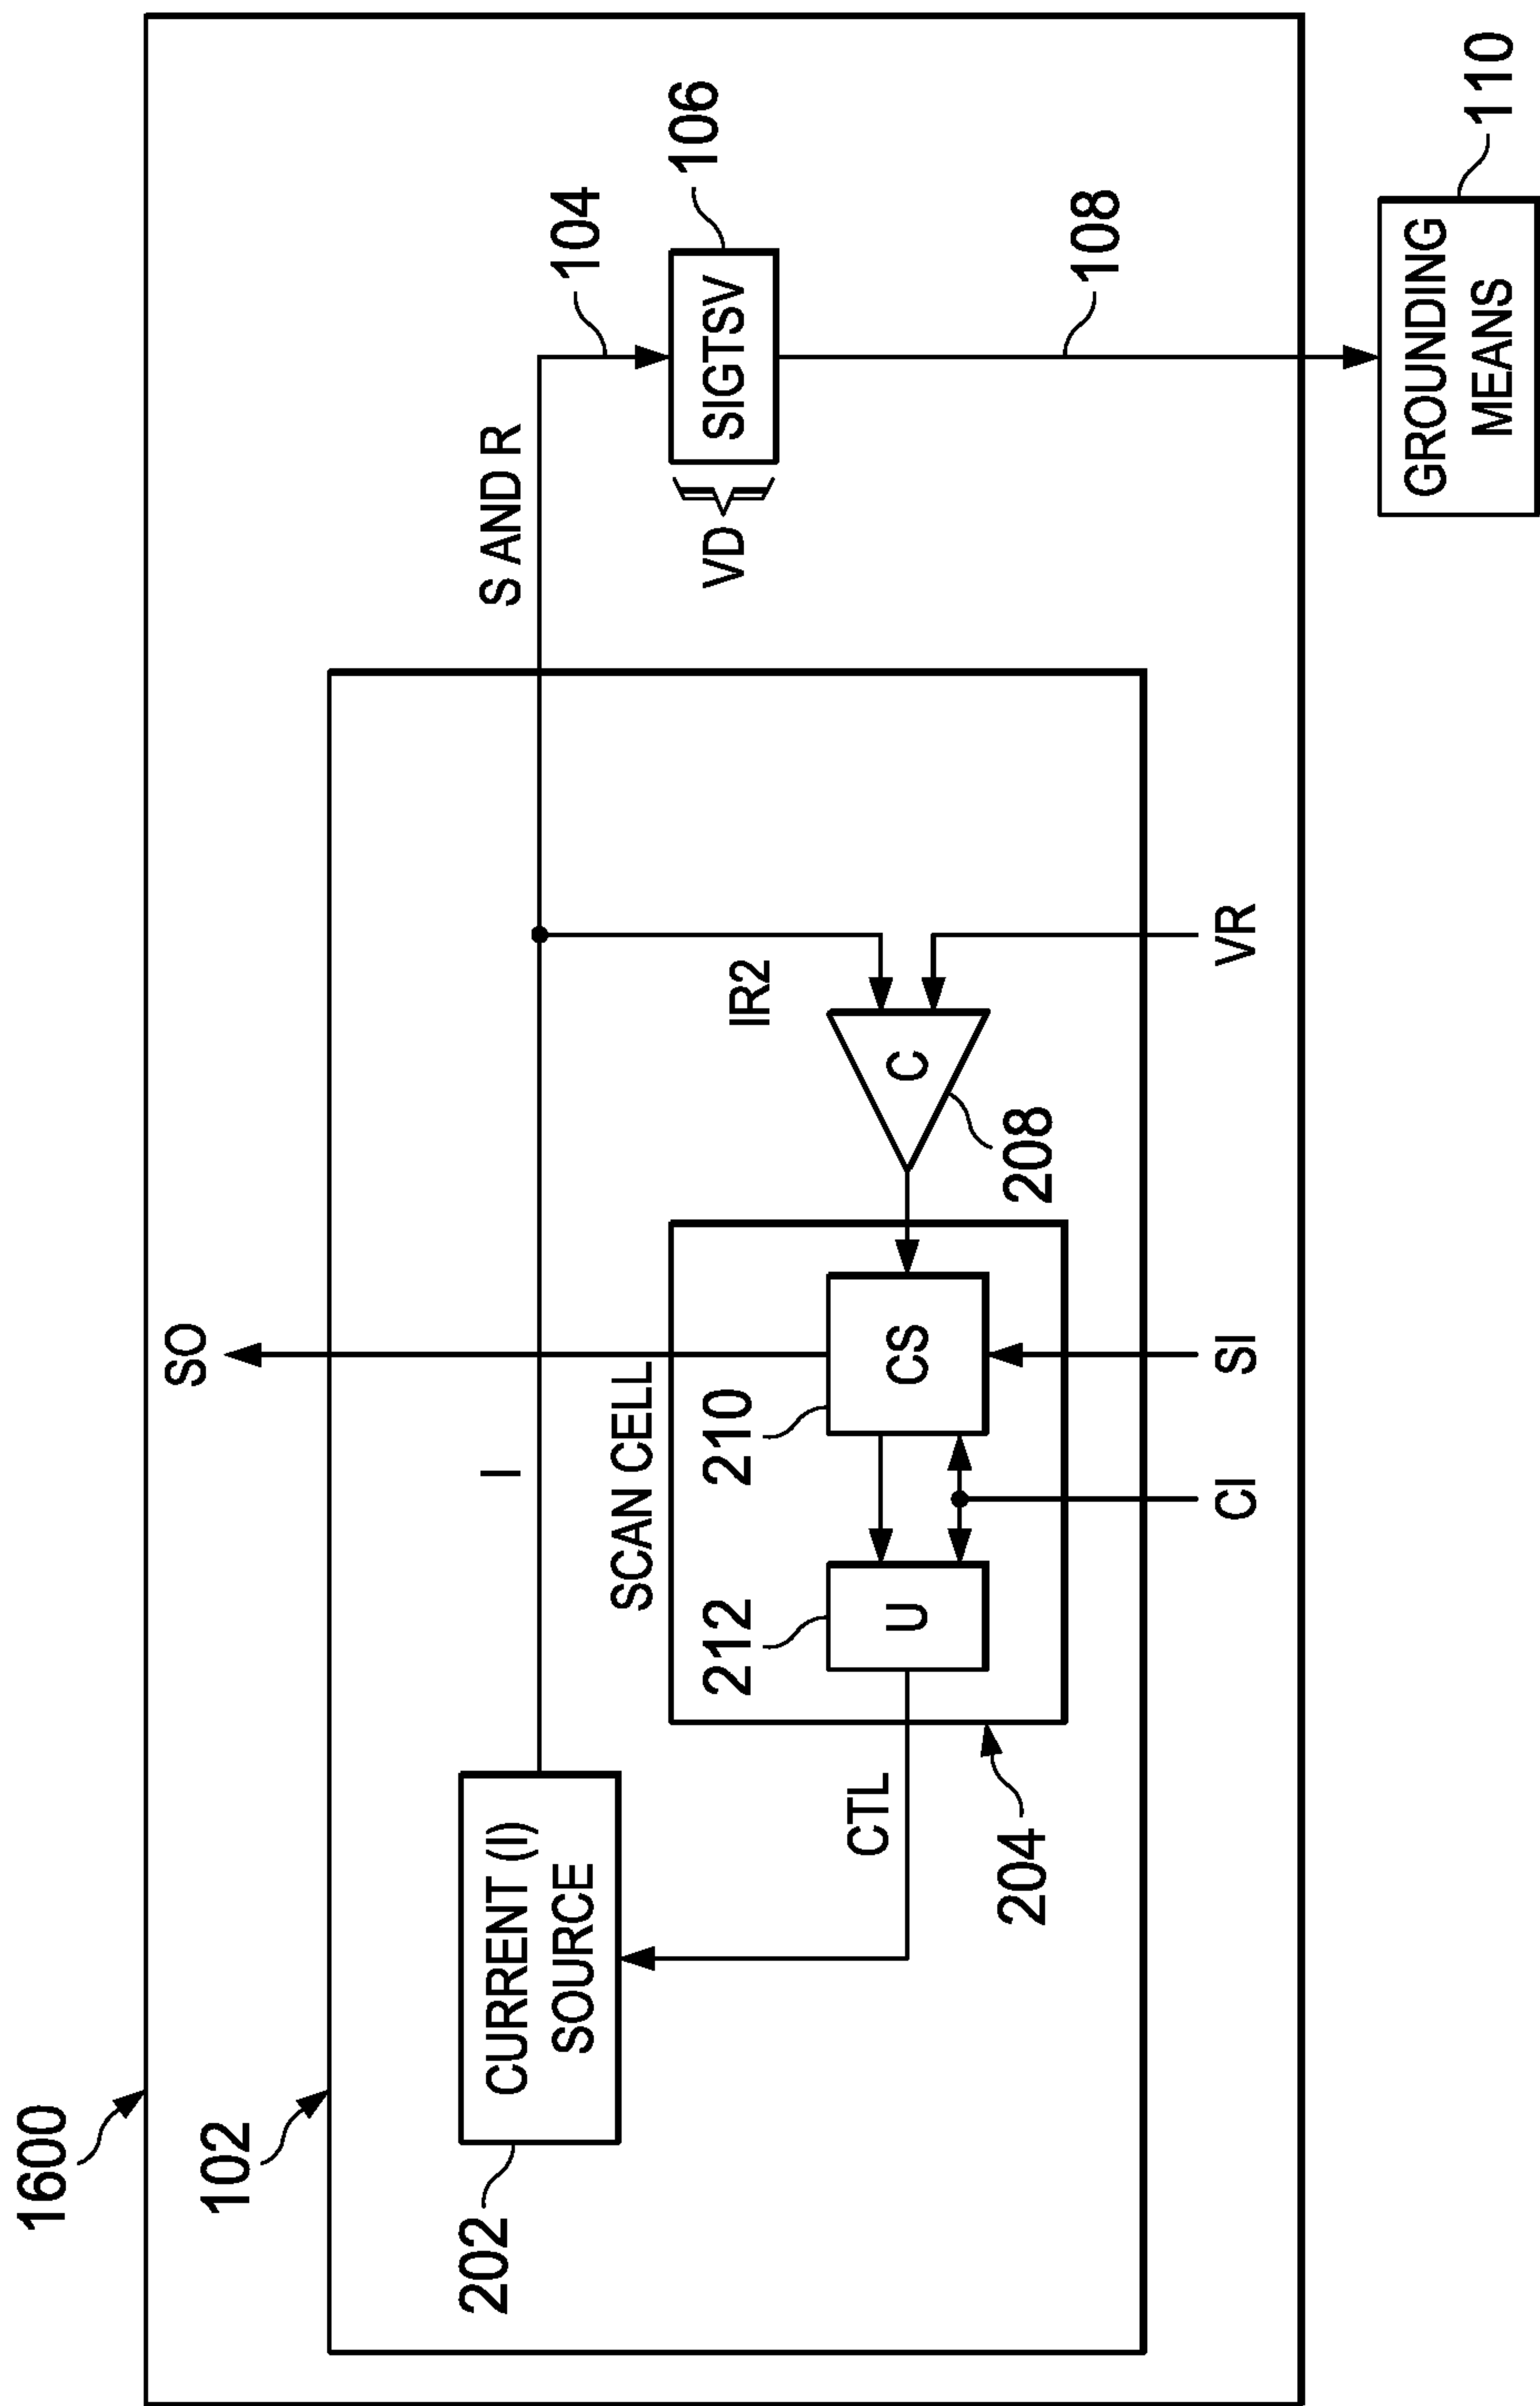 1600
102
SO
202
CURRENT (I)
SOURCE
I
S AND R
104
SCAN CELL
212
210
IR2
VD
SIGTSV
106
CTL
U
CS
C
204
208
108
CI
SI
VR
GROUNDING
MEANS
110